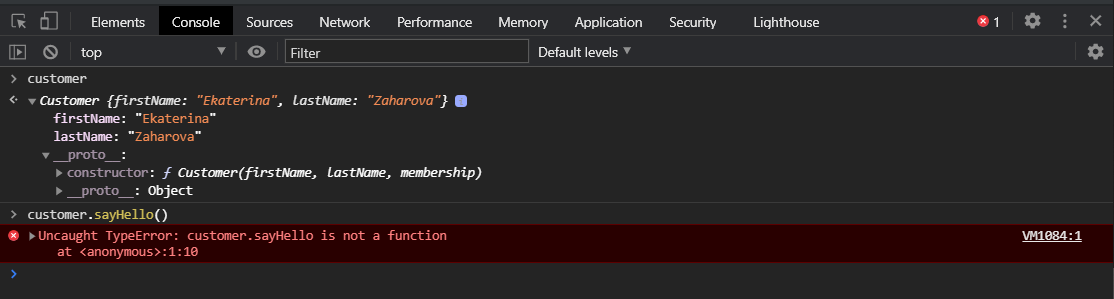 Elements Console Sources Network Performance Memory Application Security Lighthouse 1
top Filter Default levels
customer
Customer {firstName: "Ekaterina", lastName: "Zaharova"} i
firstName: "Ekaterina"
lastName: "Zaharova"
__proto__:
constructor: ƒ Customer(firstName, lastName, membership)
__proto__: Object
customer.sayHello()
Uncaught TypeError: customer.sayHello is not a function VM1084:1
at <anonymous>:1:10